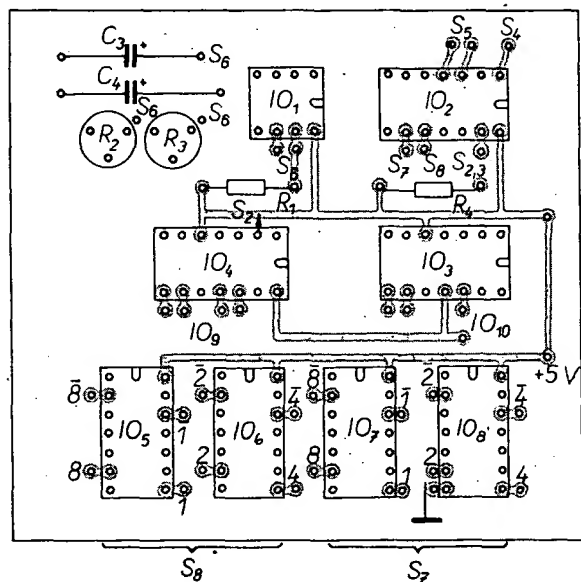 C3 + S6
S5 S4
C4 + S6 S6
R2 R3
IO1
IO2
S7 S8 S2,3
R1 R4
S2
IO4 IO3
IO9 IO10
+5 V
8̄ 2̄ 4̄ 8̄ 1̄ 2 4̄
1̄
IO5 IO6 IO7 IO8
8 2 8 2
1 4 1 4
S8 S7